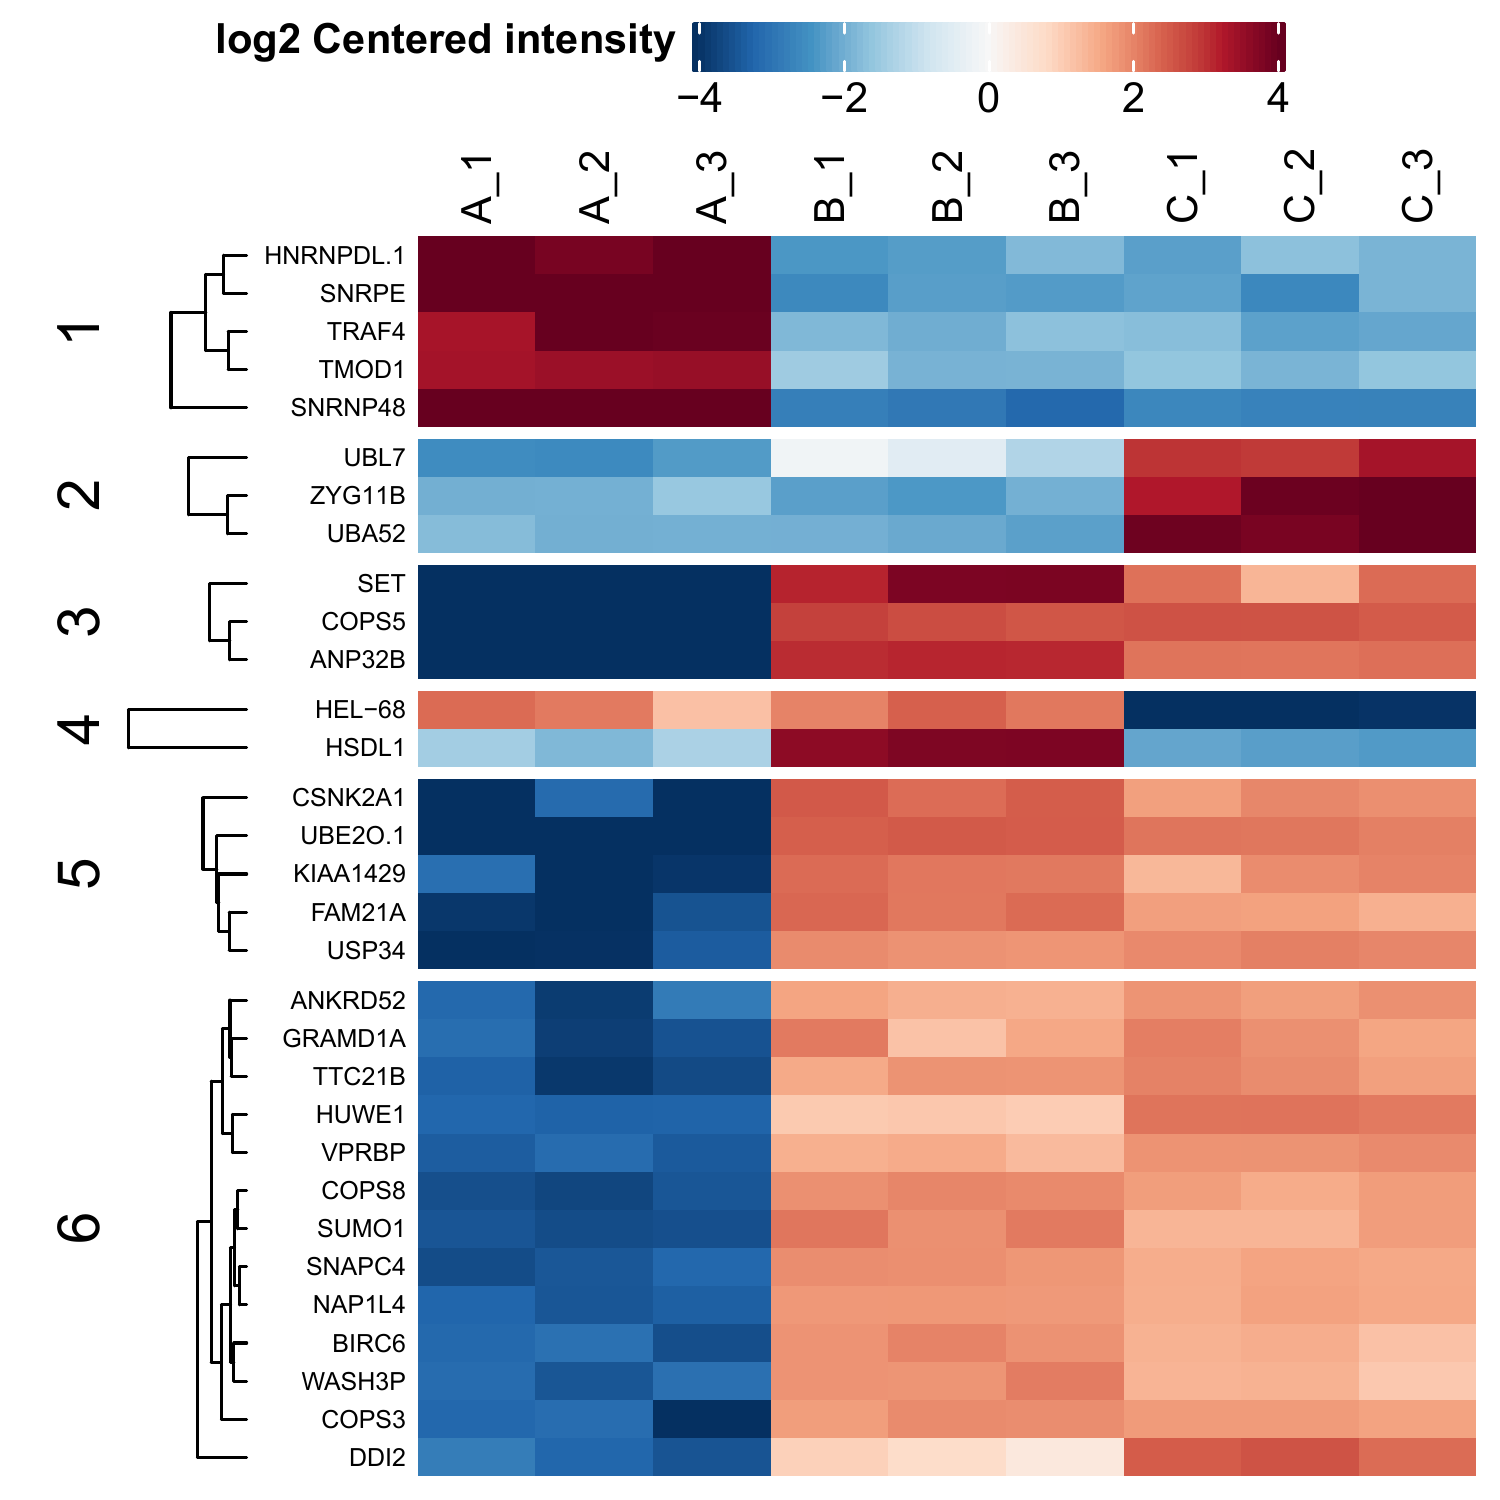 log2 Centered intensity
−4 −2 0 2 4
A_1 A_2 A_3 B_1 B_2 B_3 C_1 C_2 C_3
1
HNRNPDL.1
SNRPE
TRAF4
TMOD1
SNRNP48
2
UBL7
ZYG11B
UBA52
3
SET
COPS5
ANP32B
4
HEL−68
HSDL1
5
CSNK2A1
UBE2O.1
KIAA1429
FAM21A
USP34
6
ANKRD52
GRAMD1A
TTC21B
HUWE1
VPRBP
COPS8
SUMO1
SNAPC4
NAP1L4
BIRC6
WASH3P
COPS3
DDI2